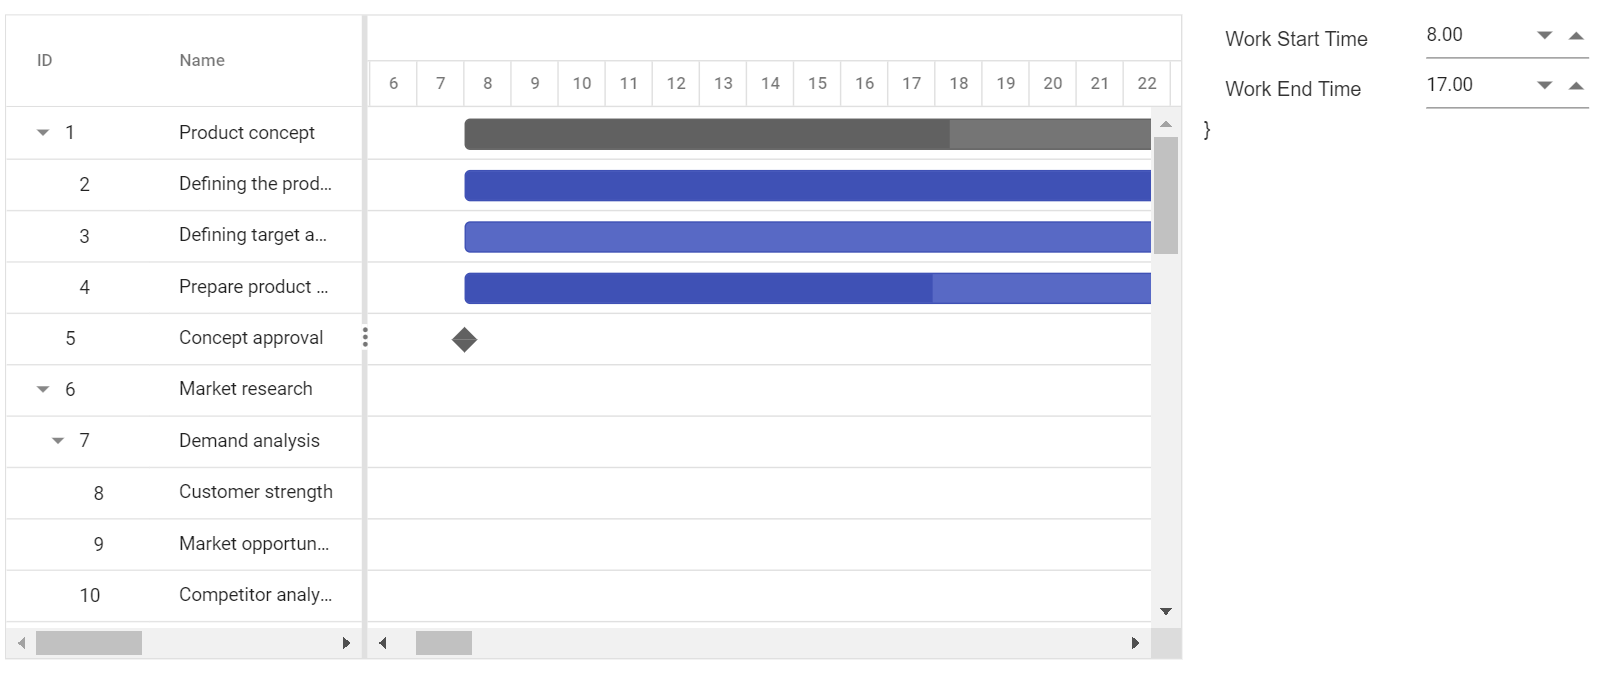 ID Name
6 7 8 9 10 11 12 13 14 15 16 17 18 19 20 21 22
1 Product concept
2 Defining the prod...
3 Defining target a...
4 Prepare product ...
5 Concept approval
6 Market research
7 Demand analysis
8 Customer strength
9 Market opportun...
10 Competitor analy...
Work Start Time 8.00
Work End Time 17.00
}